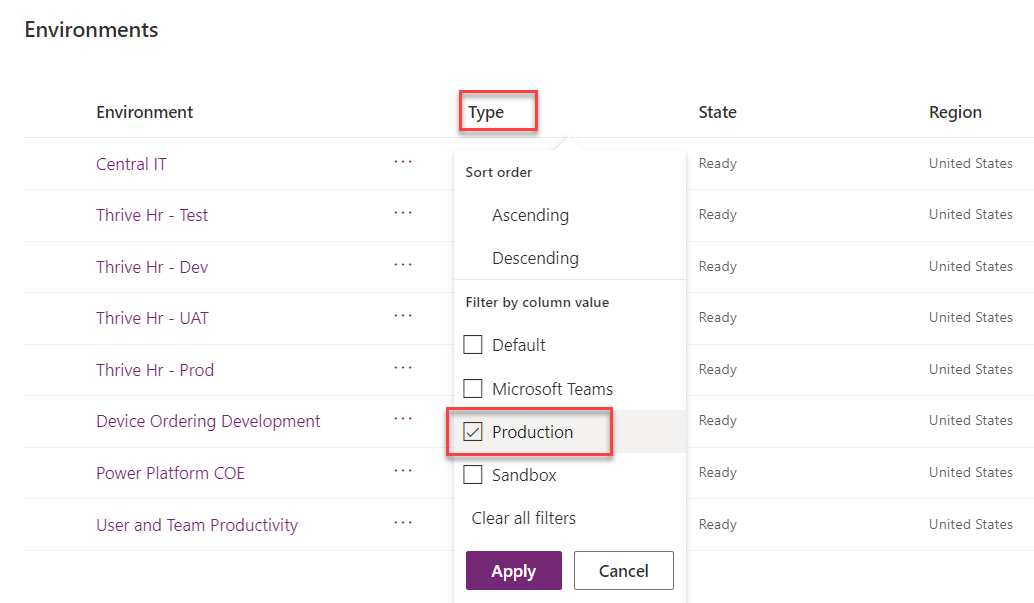 Environments
Environment Type State Region
Central IT ... Ready United States
Sort order
Thrive Hr - Test ... Ascending Ready United States
Thrive Hr - Dev ... Descending Ready United States
Filter by column value
Thrive Hr - UAT ... Ready United States
Default
Thrive Hr - Prod ... Ready United States
Microsoft Teams
Device Ordering Development ... Production Ready United States
Power Platform COE ... Sandbox Ready United States
User and Team Productivity ... Clear all filters Ready United States
Apply Cancel